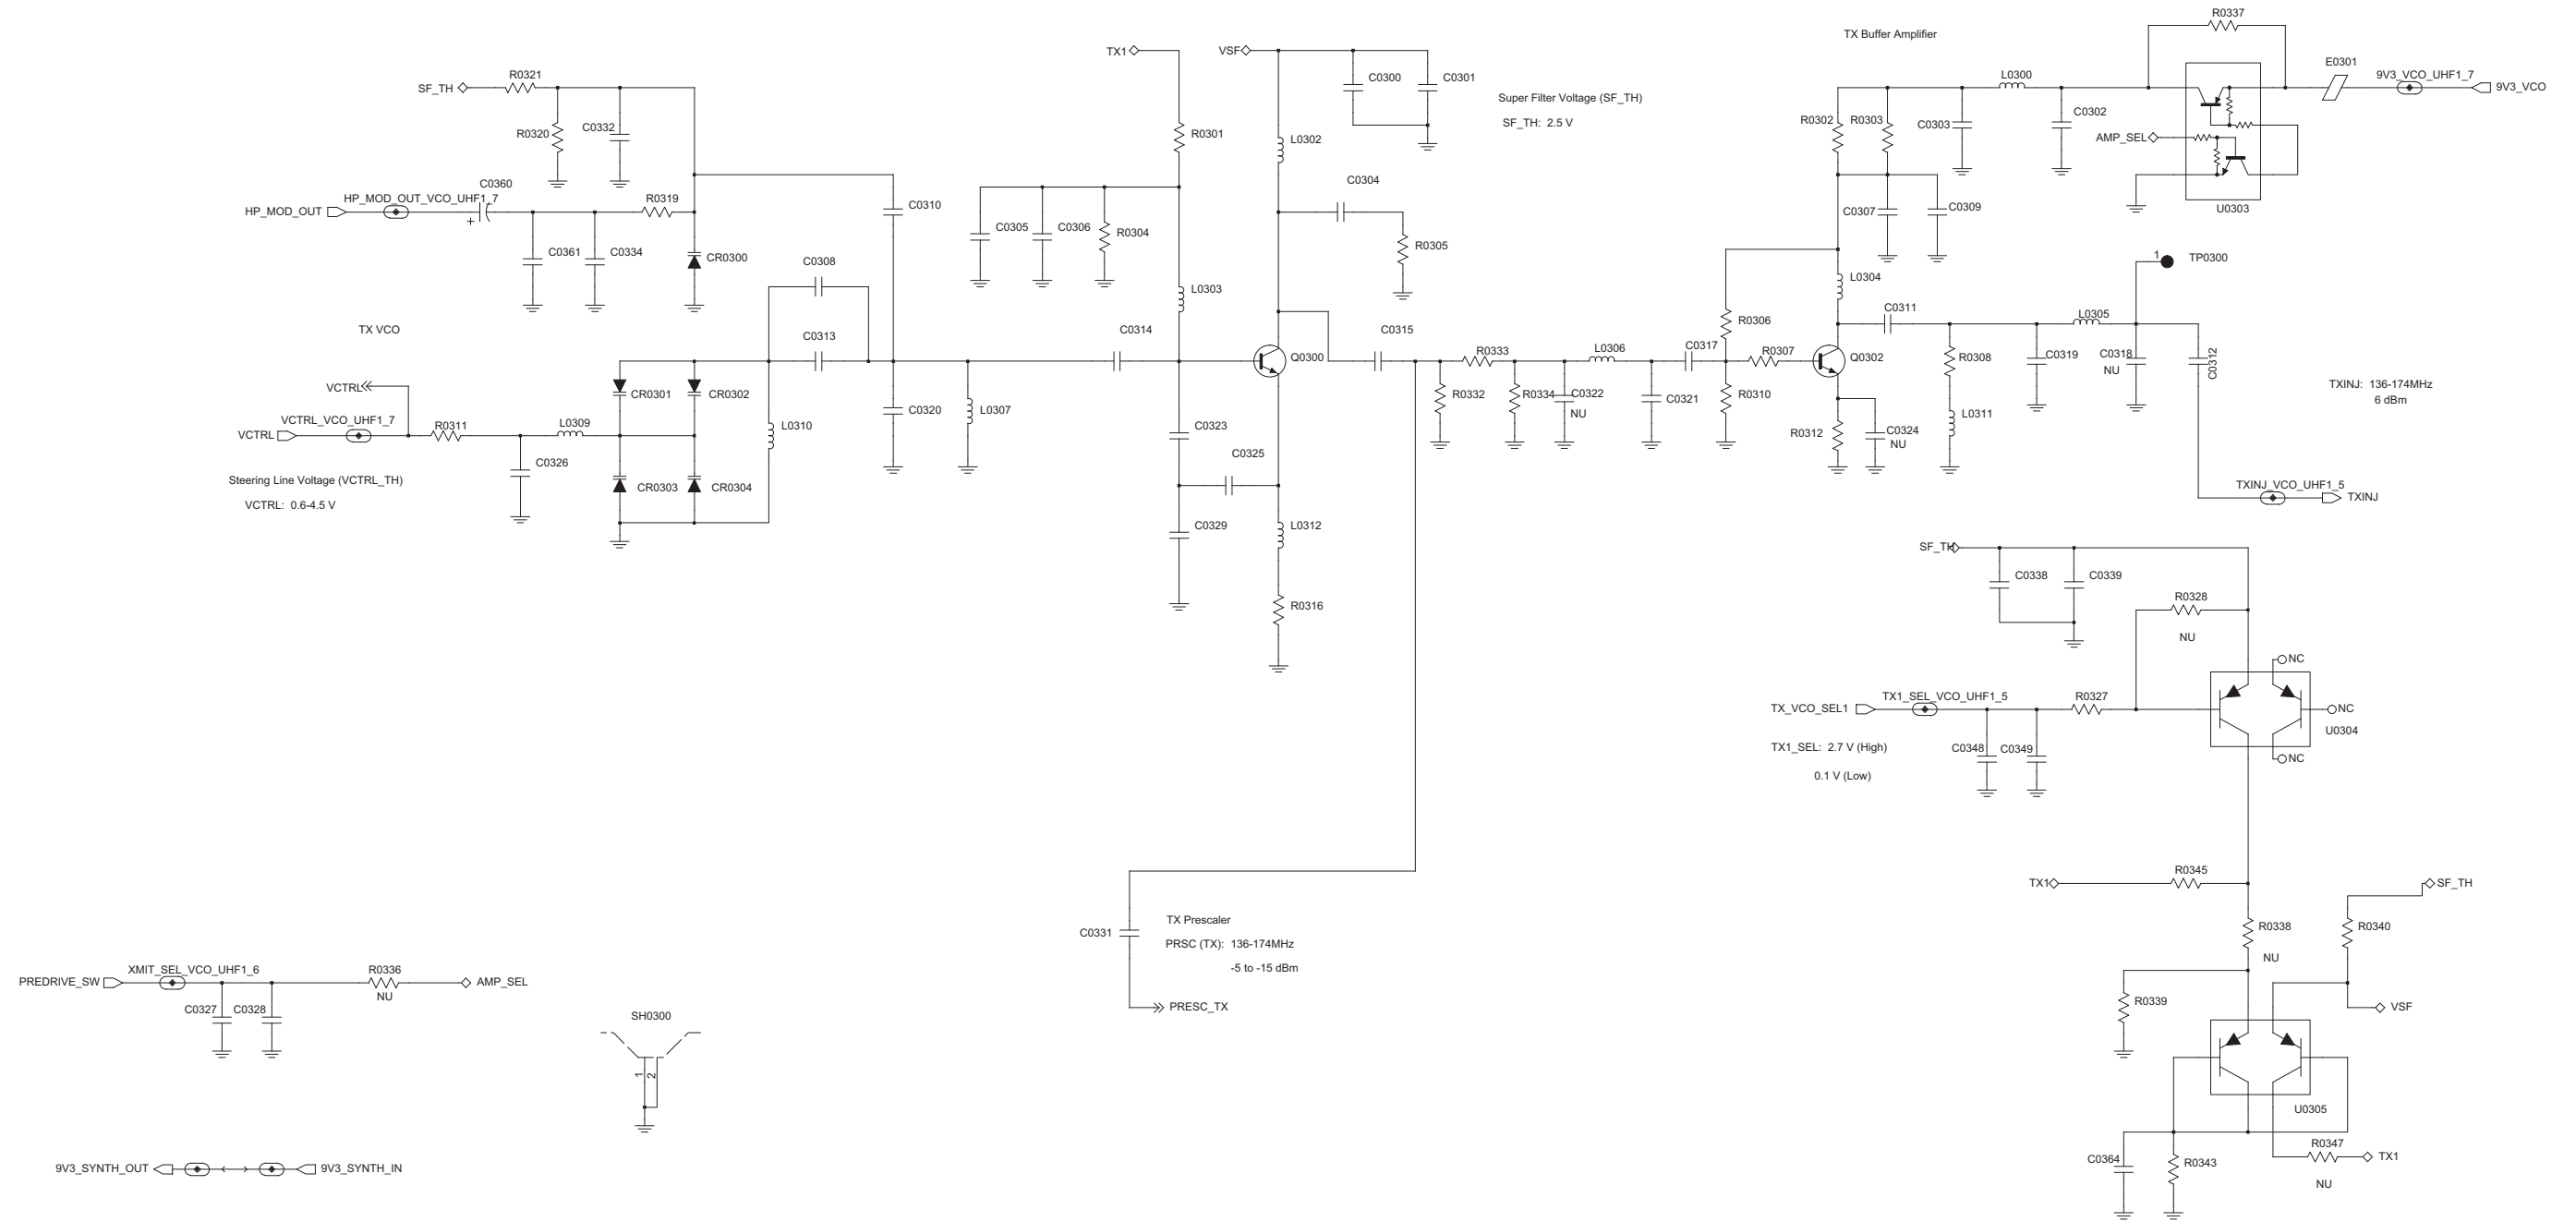 R0337
TX Buffer Amplifier
TX1
VSF
E0301
R0321
SF_TH
C0300
C0301
L0300
9V3_VCO_UHF1_7
9V3_VCO
Super Filter Voltage (SF_TH)
SF_TH: 2.5 V
R0320
C0332
R0301
L0302
R0302
R0303
C0303
C0302
AMP_SEL
C0360
HP_MOD_OUT_VCO_UHF1_7
HP_MOD_OUT
+
R0319
C0310
C0304
C0307
C0309
U0303
C0361
C0334
CR0300
C0305
C0306
R0304
R0305
1
TP0300
C0308
L0303
L0304
TX VCO
C0313
C0314
Q0300
C0315
R0306
C0311
L0305
R0333
L0306
C0317
R0307
Q0302
R0308
C0319
C0318
NU
C0312
VCTRL
CR0301
CR0302
TXINJ: 136-174MHz
6 dBm
VCTRL_VCO_UHF1_7
VCTRL
R0311
L0309
L0310
C0320
L0307
R0332
R0334
C0322
NU
C0321
R0310
L0311
C0323
R0312
C0324
NU
C0326
C0325
Steering Line Voltage (VCTRL_TH)
VCTRL: 0.6-4.5 V
CR0303
CR0304
TXINJ_VCO_UHF1_5
TXINJ
C0329
L0312
SF_TH
C0338
C0339
R0316
R0328
NU
NC
TX_VCO_SEL1
TX1_SEL_VCO_UHF1_5
R0327
NC
U0304
TX1_SEL: 2.7 V (High)
0.1 V (Low)
C0348
C0349
NC
R0345
TX1
SF_TH
TX Prescaler
C0331
PRSC (TX): 136-174MHz
-5 to -15 dBm
R0338
NU
R0340
PREDRIVE_SW
XMIT_SEL_VCO_UHF1_6
R0336
NU
AMP_SEL
C0327
C0328
PRESC_TX
R0339
VSF
SH0300
1
2
U0305
9V3_SYNTH_OUT
9V3_SYNTH_IN
C0364
R0343
R0347
TX1
NU